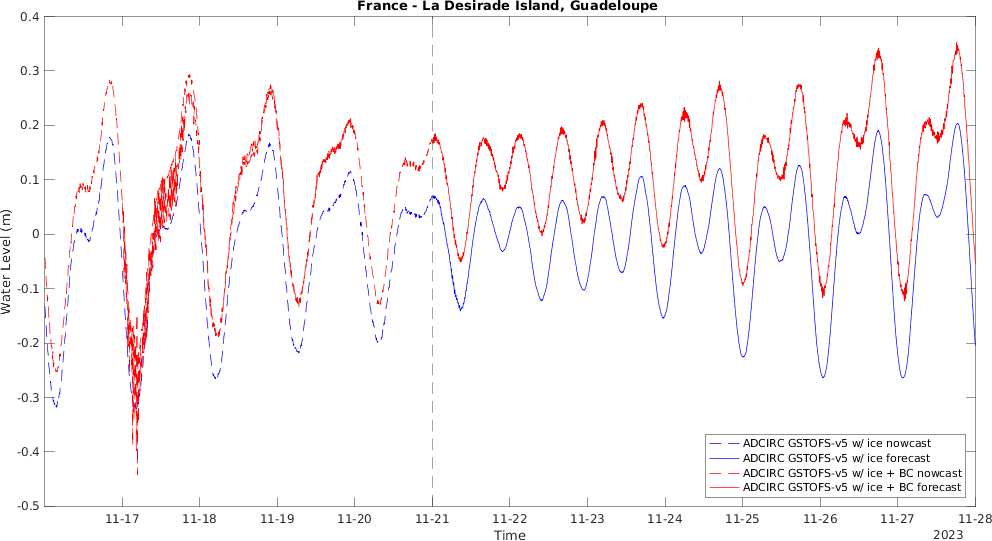 France - La Desirade Island, Guadeloupe
Water Level (m)
0.4
0.3
0.2
0.1
0
-0.1
-0.2
-0.3
-0.4
-0.5
ADCIRC GSTOFS-v5 w/ ice nowcast
ADCIRC GSTOFS-v5 w/ ice forecast
ADCIRC GSTOFS-v5 w/ ice + BC nowcast
ADCIRC GSTOFS-v5 w/ ice + BC forecast
11-17 11-18 11-19 11-20 11-21 11-22 11-23 11-24 11-25 11-26 11-27 11-28
Time
2023